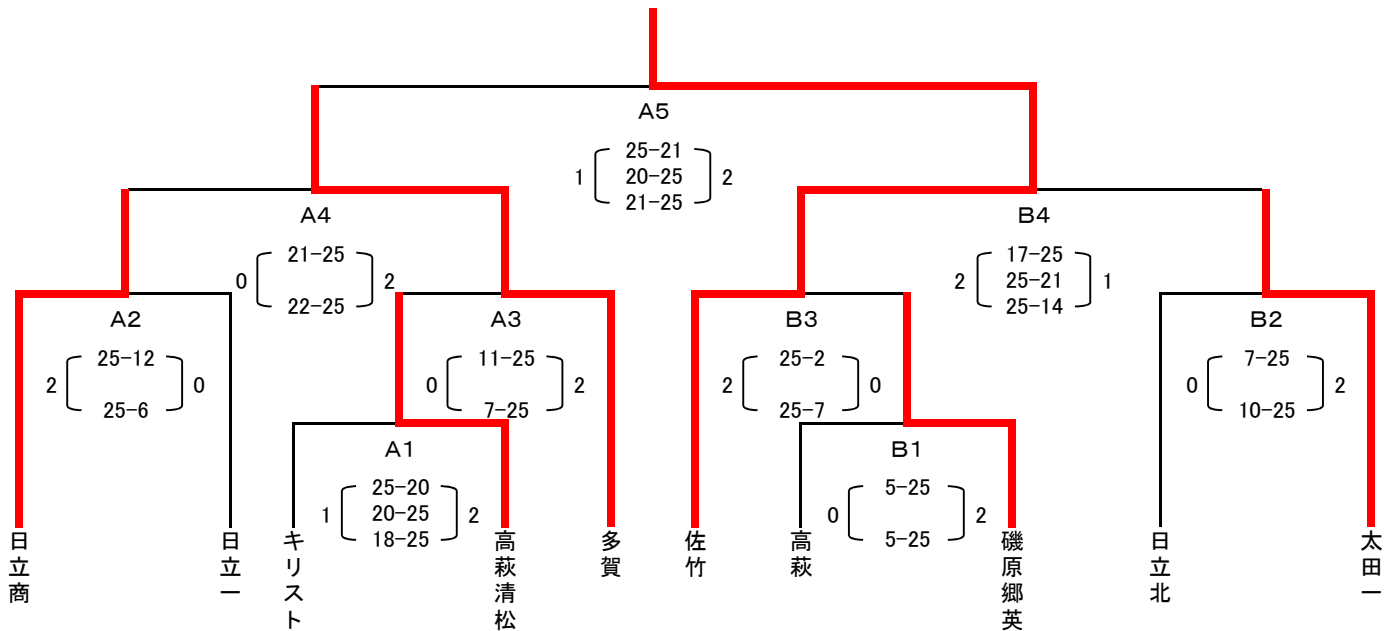 A5
1
25-21
20-25
21-25
2
A4
0
21-25
22-25
2
B4
2
17-25
25-21
25-14
1
A2
2
25-12
25-6
0
A3
0
11-25
7-25
2
B3
2
25-2
25-7
0
B2
0
7-25
10-25
2
A1
1
25-20
20-25
18-25
2
B1
0
5-25
5-25
2
日立商
日立一
キリスト
高萩清松
多賀
佐竹
高萩
磯原郷英
日立北
太田一